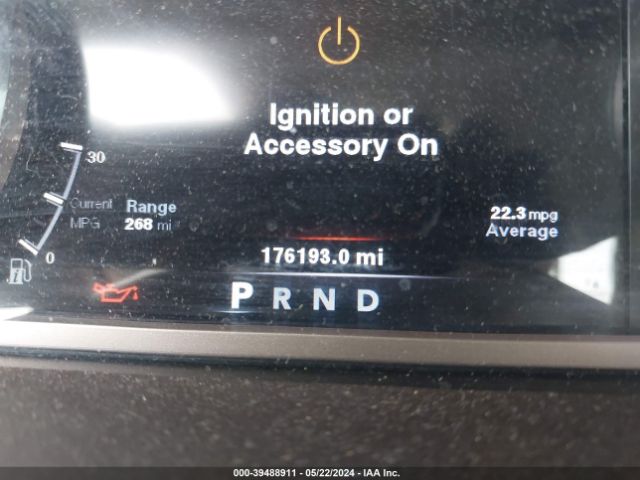 Ignition or
Accessory On
30
Current
MPG
0
Range
268 mi
22.3 mpg
Average
176193.0 mi
P R N D
000-39488911 - 05/22/2024 - IAA Inc.